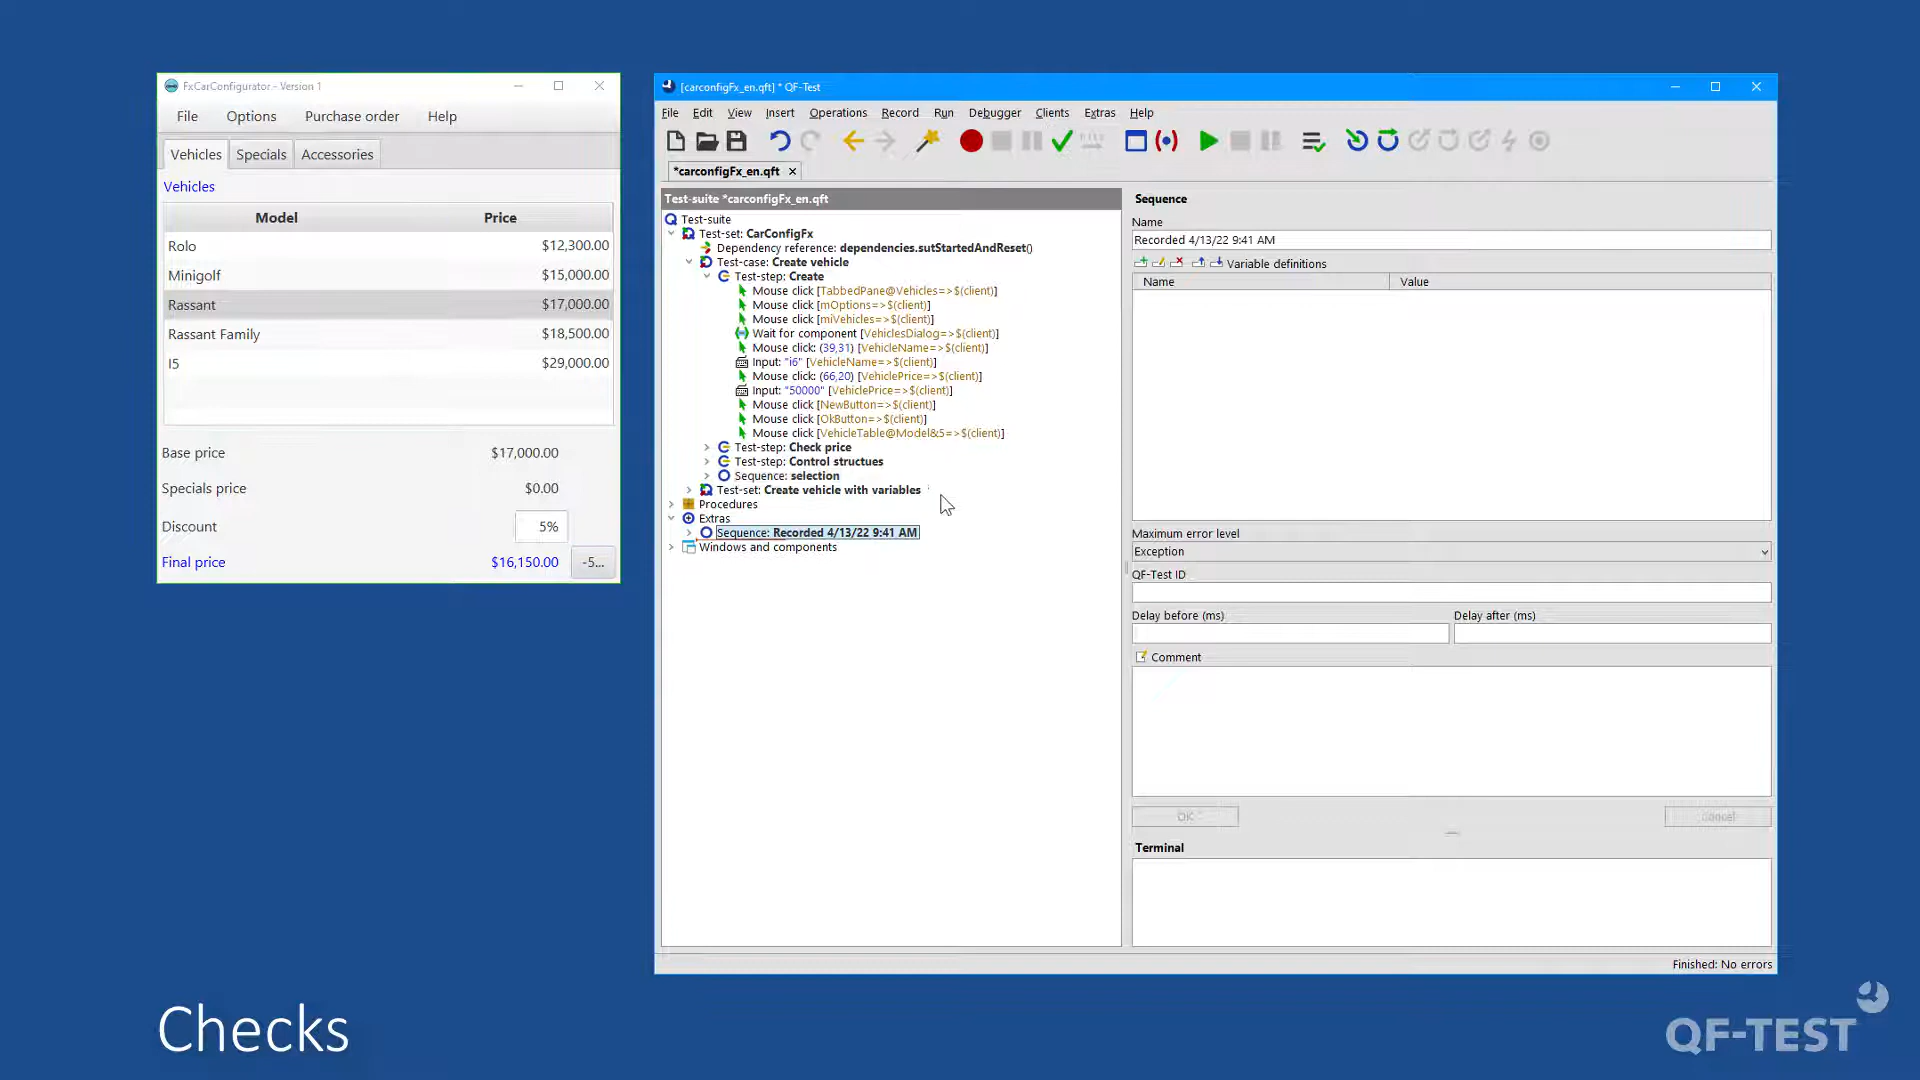 FxCarConfigurator - Version 1
File Options Purchase order Help
Vehicles Specials Accessories
Vehicles
Model Price
Rolo $12,300.00
Minigolf $15,000.00
Rassant $17,000.00
Rassant Family $18,500.00
I5 $29,000.00
Base price $17,000.00
Specials price $0.00
Discount 5%
Final price $16,150.00 -5...
[carconfigFx_en.qft] * QF-Test
File Edit View Insert Operations Record Run Debugger Clients Extras Help
*carconfigFx_en.qft
Test-suite *carconfigFx_en.qft
Test-suite
Test-set: CarConfigFx
Dependency reference: dependencies.sutStartedAndReset()
Test-case: Create vehicle
Test-step: Create
Mouse click [TabbedPane@Vehicles=>$(client)]
Mouse click [mOptions=>$(client)]
Mouse click [miVehicles=>$(client)]
Wait for component [VehiclesDialog=>$(client)]
Mouse click: (39,31) [VehicleName=>$(client)]
Input: "i6" [VehicleName=>$(client)]
Mouse click: (66,20) [VehiclePrice=>$(client)]
Input: "50000" [VehiclePrice=>$(client)]
Mouse click [NewButton=>$(client)]
Mouse click [OkButton=>$(client)]
Mouse click [VehicleTable@Model&5=>$(client)]
Test-step: Check price
Test-step: Control structues
Sequence: selection
Test-set: Create vehicle with variables
Procedures
Extras
Sequence: Recorded 4/13/22 9:41 AM
Windows and components
Sequence
Name
Recorded 4/13/22 9:41 AM
Variable definitions
Name Value
Maximum error level
Exception
QF-Test ID
Delay before (ms) Delay after (ms)
Comment
OK Cancel
Terminal
Finished: No errors
Checks
QF-TEST